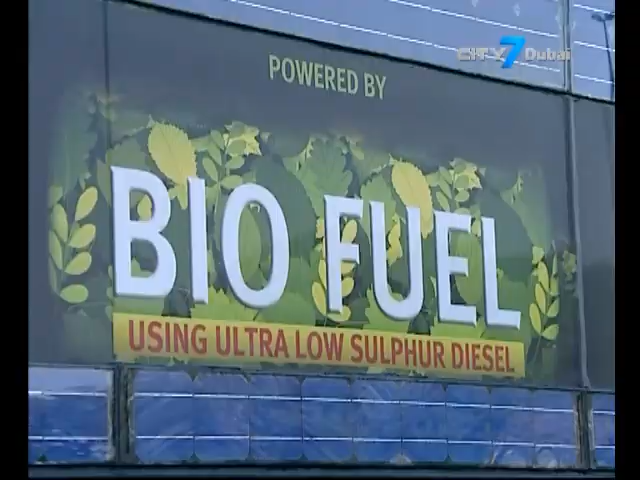 CITY 7 Dubai
POWERED BY
BIO FUEL
USING ULTRA LOW SULPHUR DIESEL